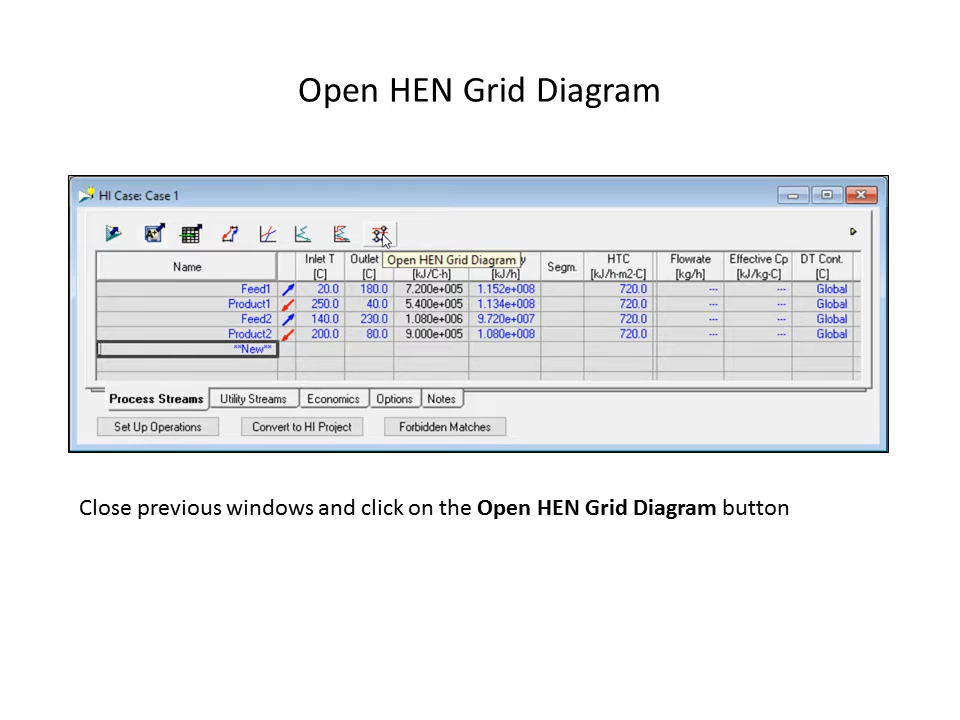 Open HEN Grid Diagram
HI Case: Case 1
Name Inlet T [C] Outlet [C] [kJ/C-h] y [kJ/h] Segm. HTC [kJ/h-m2-C] Flowrate [kg/h] Effective Cp [kJ/kg-C] DT Cont. [C]
Open HEN Grid Diagram
Feed1 20.0 180.0 7.200e+005 1.152e+008 720.0 --- --- Global
Product1 250.0 40.0 5.400e+005 1.134e+008 720.0 --- --- Global
Feed2 140.0 230.0 1.080e+006 9.720e+007 720.0 --- --- Global
Product2 200.0 80.0 9.000e+005 1.080e+008 720.0 --- --- Global
**New**
Process Streams Utility Streams Economics Options Notes
Set Up Operations Convert to HI Project Forbidden Matches
Close previous windows and click on the Open HEN Grid Diagram button